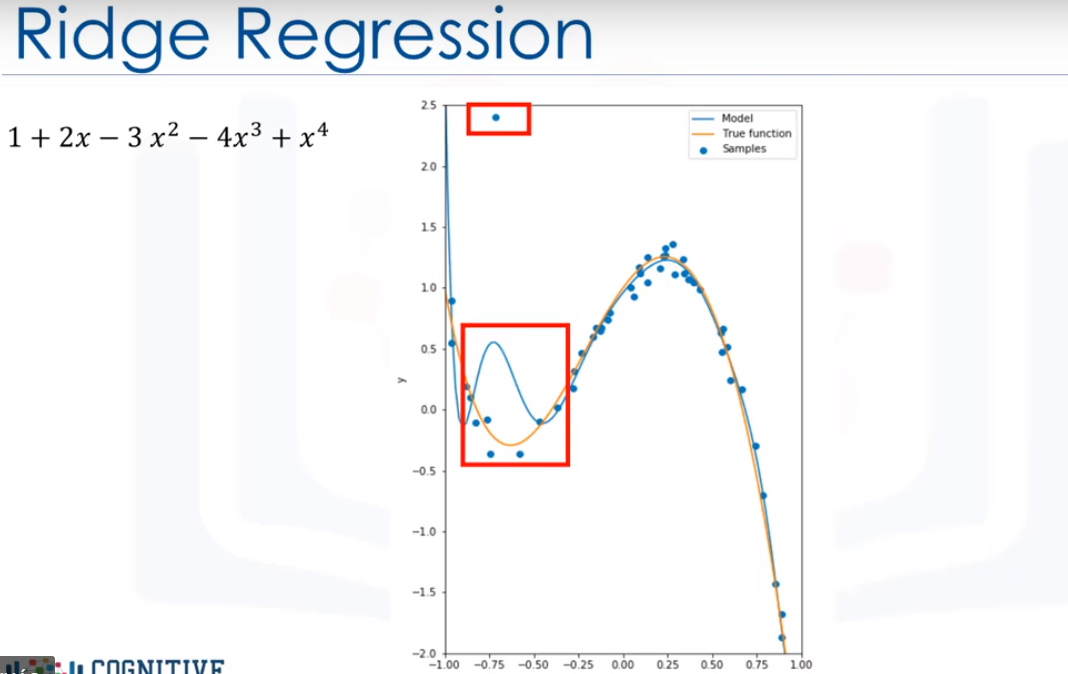 Ridge Regression
1 + 2x − 3 x² − 4x³ + x⁴
Model
True function
Samples
2.5
2.0
1.5
1.0
0.5
0.0
−0.5
−1.0
−1.5
−2.0
y
−1.00 −0.75 −0.50 −0.25 0.00 0.25 0.50 0.75 1.00
COGNITIVE